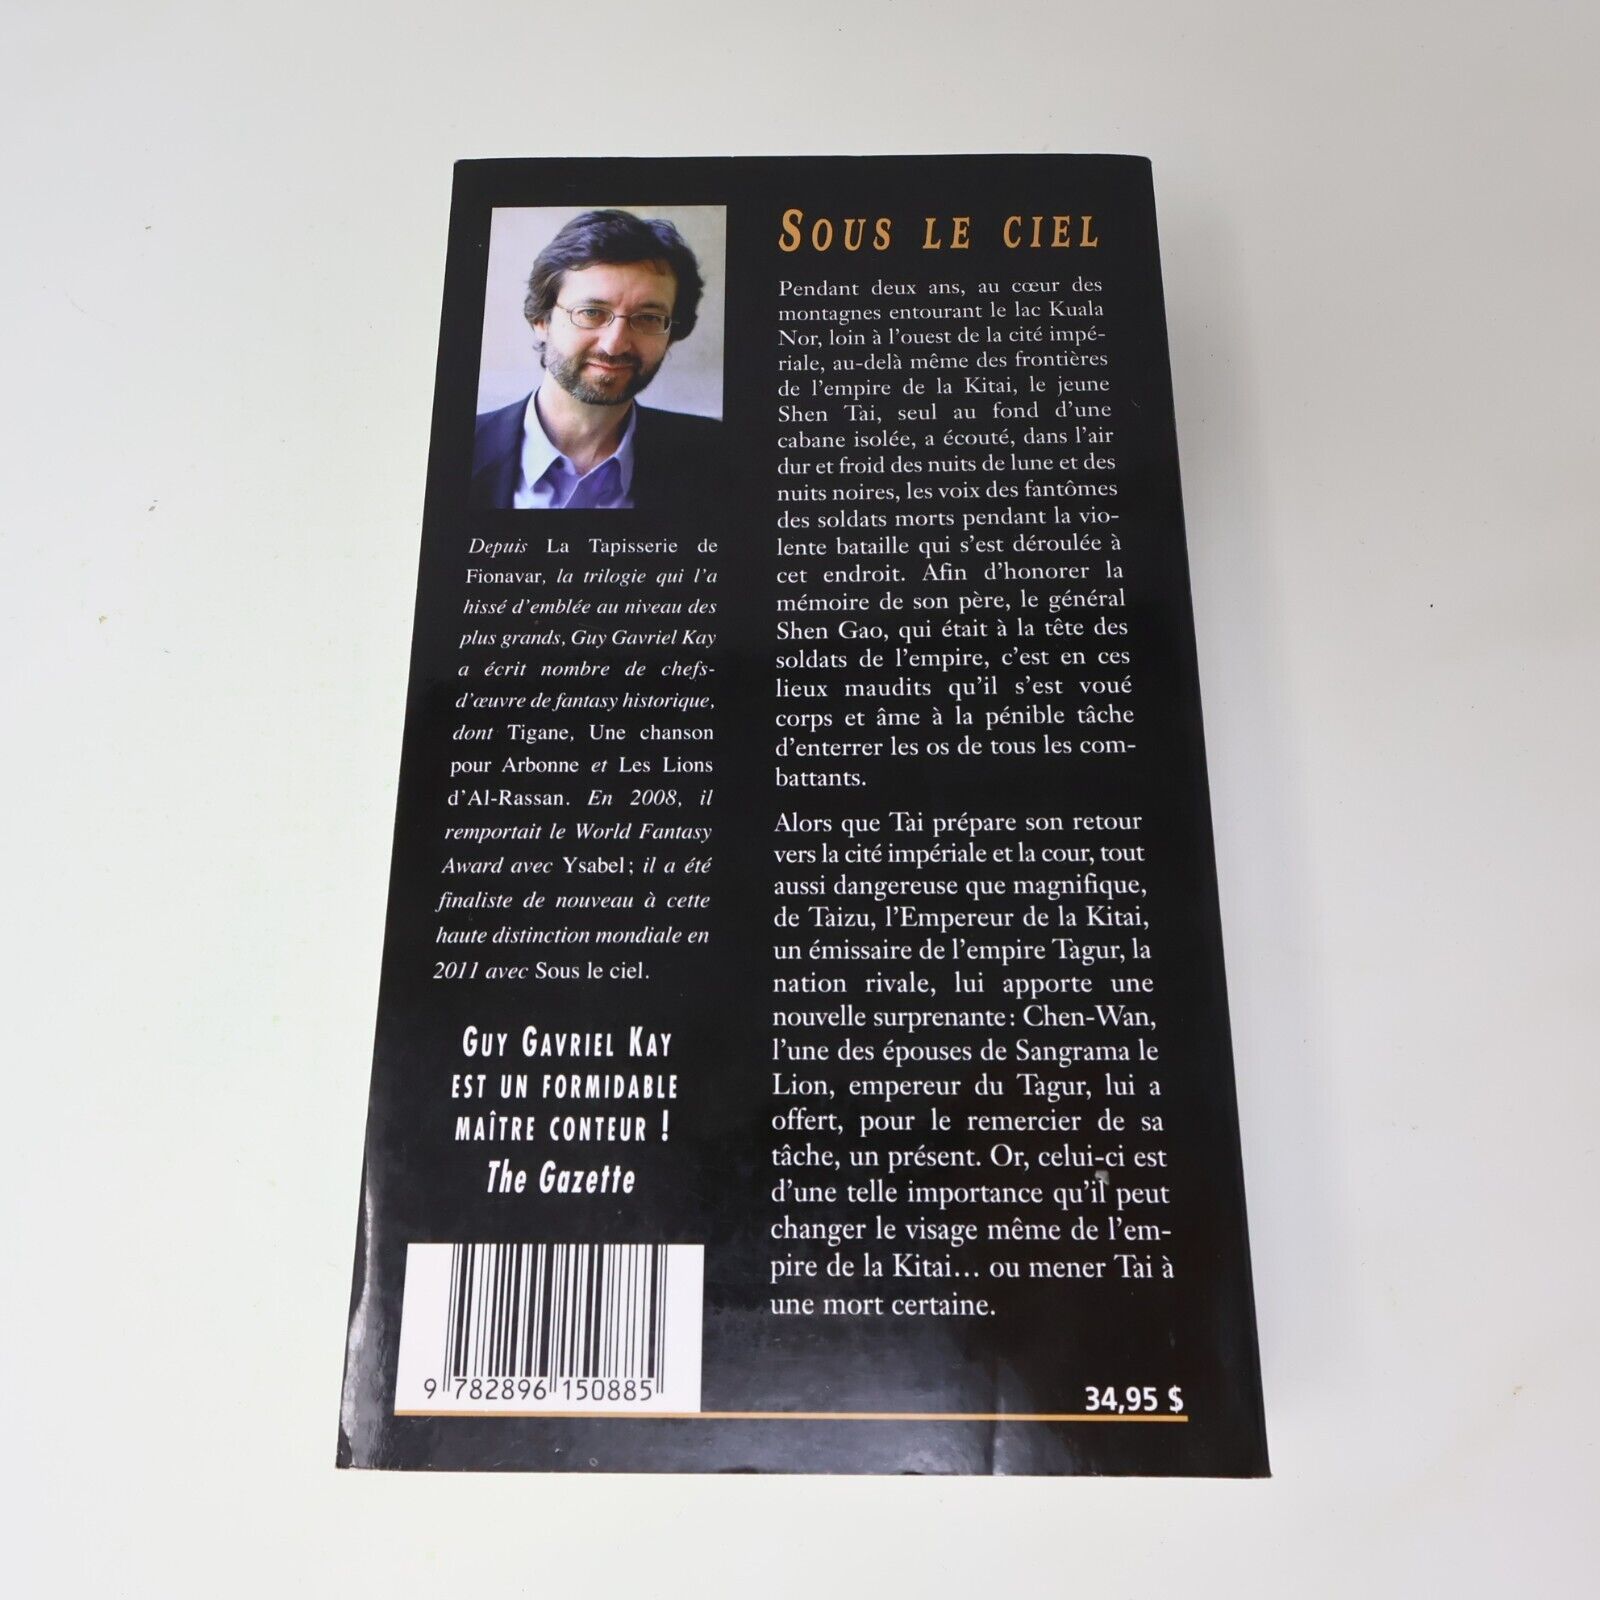 Depuis La Tapisserie de
Fionavar, la trilogie qui l'a
hissé d'emblée au niveau des
plus grands, Guy Gavriel Kay
a écrit nombre de chefs-
d'œuvre de fantasy historique,
dont Tigane, Une chanson
pour Arbonne et Les Lions
d'Al-Rassan. En 2008, il
remportait le World Fantasy
Award avec Ysabel; il a été
finaliste de nouveau à cette
haute distinction mondiale en
2011 avec Sous le ciel.
GUY GAVRIEL KAY
EST UN FORMIDABLE
MAÎTRE CONTEUR !
The Gazette
9 782896 150885
SOUS LE CIEL
Pendant deux ans, au cœur des
montagnes entourant le lac Kuala
Nor, loin à l'ouest de la cité impé-
riale, au-delà même des frontières
de l'empire de la Kitai, le jeune
Shen Tai, seul au fond d'une
cabane isolée, a écouté, dans l'air
dur et froid des nuits de lune et des
nuits noires, les voix des fantômes
des soldats morts pendant la vio-
lente bataille qui s'est déroulée à
cet endroit. Afin d'honorer la
mémoire de son père, le général
Shen Gao, qui était à la tête des
soldats de l'empire, c'est en ces
lieux maudits qu'il s'est voué
corps et âme à la pénible tâche
d'enterrer les os de tous les com-
battants.
Alors que Tai prépare son retour
vers la cité impériale et la cour, tout
aussi dangereuse que magnifique,
de Taizu, l'Empereur de la Kitai,
un émissaire de l'empire Tagur, la
nation rivale, lui apporte une
nouvelle surprenante: Chen-Wan,
l'une des épouses de Sangrama le
Lion, empereur du Tagur, lui a
offert, pour le remercier de sa
tâche, un présent. Or, celui-ci est
d'une telle importance qu'il peut
changer le visage même de l'em-
pire de la Kitai… ou mener Tai à
une mort certaine.
34,95 $